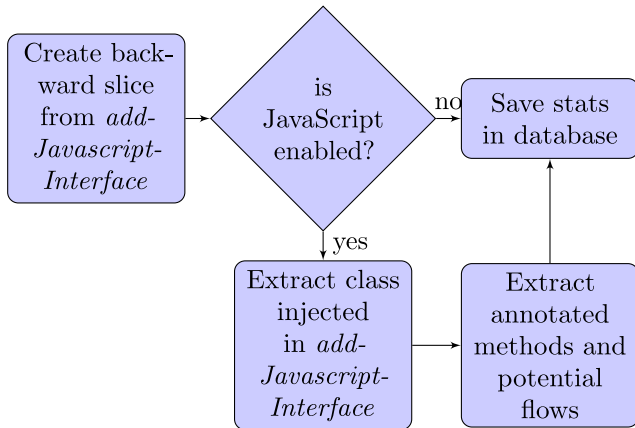 Create back-
ward slice
from add-
Javascript-
Interface
is
JavaScript
enabled?
no
Save stats
in database
yes
Extract class
injected
in add-
Javascript-
Interface
Extract
annotated
methods and
potential
flows